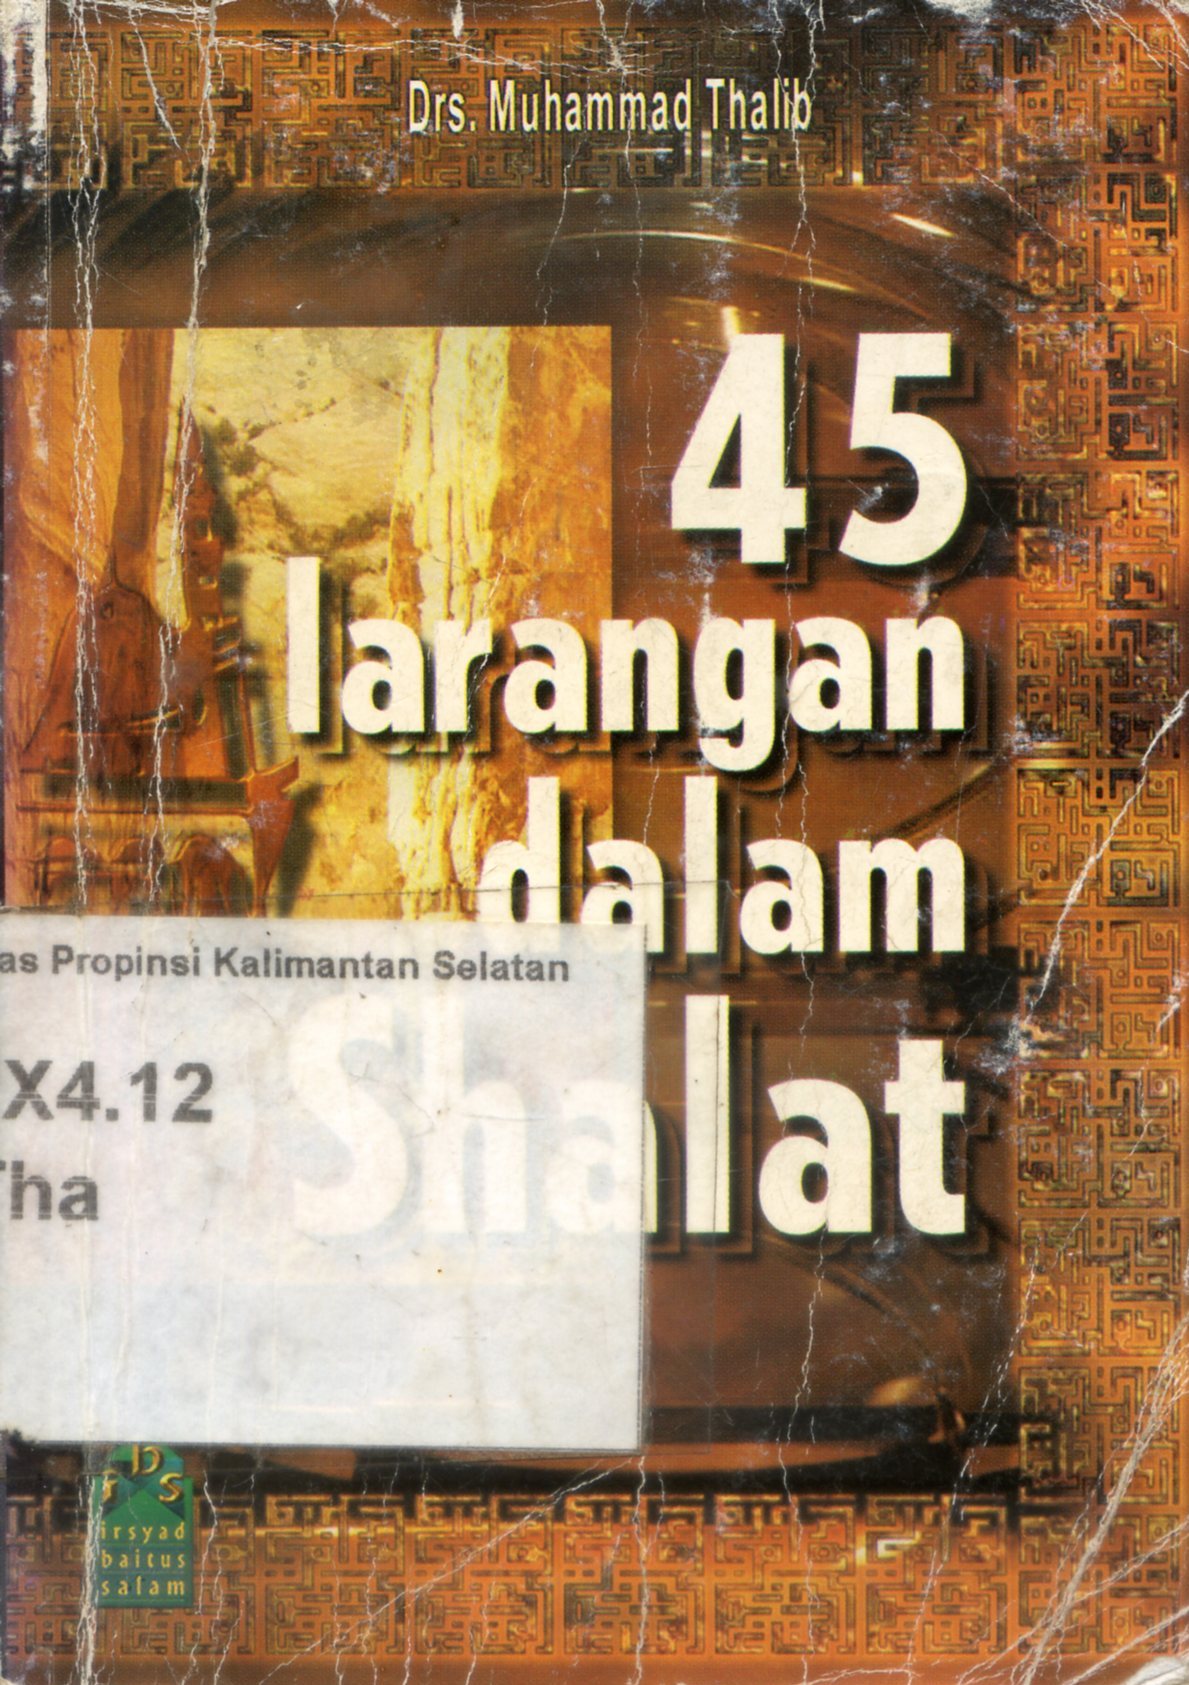 Drs. Muhammad Thalib
45
larangan
dalam
Shalat
as Propinsi Kalimantan Selatan
X4.12
Tha
irsyad
baitus
salam